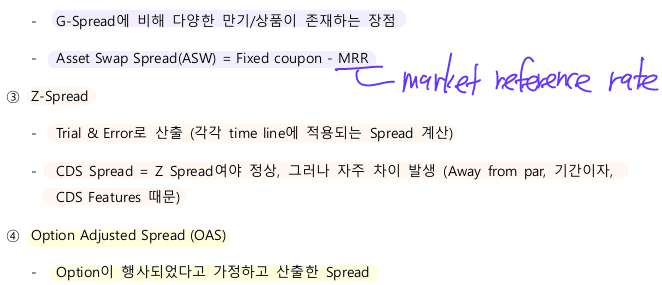 - G-Spread에 비해 다양한 만기/상품이 존재하는 장점
- Asset Swap Spread(ASW) = Fixed coupon - MRR
market reference rate
③ Z-Spread
- Trial & Error로 산출 (각각 time line에 적용되는 Spread 계산)
- CDS Spread = Z Spread여야 정상, 그러나 자주 차이 발생 (Away from par, 기간이자,
CDS Features 때문)
④ Option Adjusted Spread (OAS)
- Option이 행사되었다고 가정하고 산출한 Spread